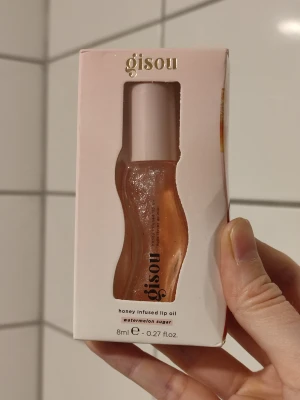 gisou
gisou
honey infused lip oil
watermelon sugar
8ml ℮ - 0.27 fl.oz.